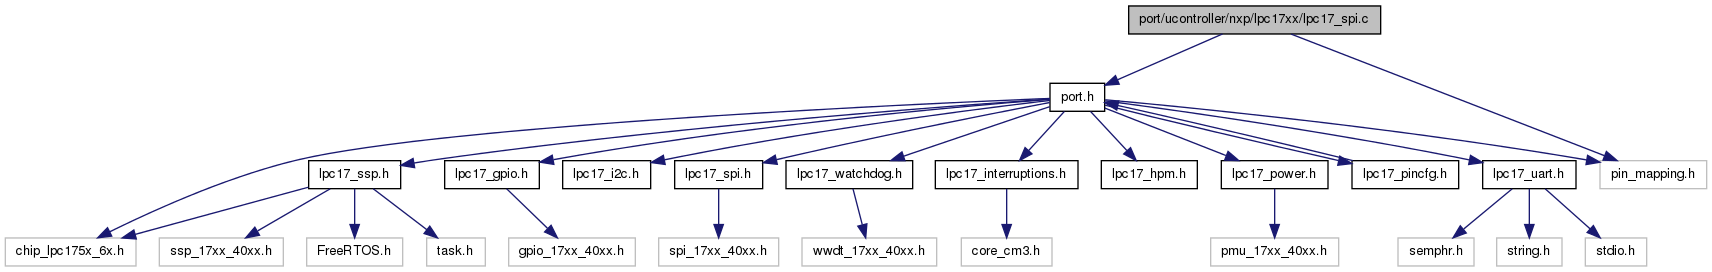 port/ucontroller/nxp/lpc17xx/lpc17_spi.c
port.h
lpc17_ssp.h
lpc17_gpio.h
lpc17_i2c.h
lpc17_spi.h
lpc17_watchdog.h
lpc17_interruptions.h
lpc17_hpm.h
lpc17_power.h
lpc17_pincfg.h
lpc17_uart.h
pin_mapping.h
chip_lpc175x_6x.h
ssp_17xx_40xx.h
FreeRTOS.h
task.h
gpio_17xx_40xx.h
spi_17xx_40xx.h
wwdt_17xx_40xx.h
core_cm3.h
pmu_17xx_40xx.h
semphr.h
string.h
stdio.h